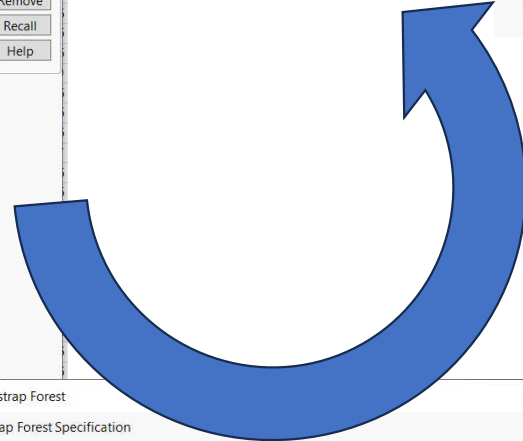 Remove
Recall
Help
strap Forest
ap Forest Specification